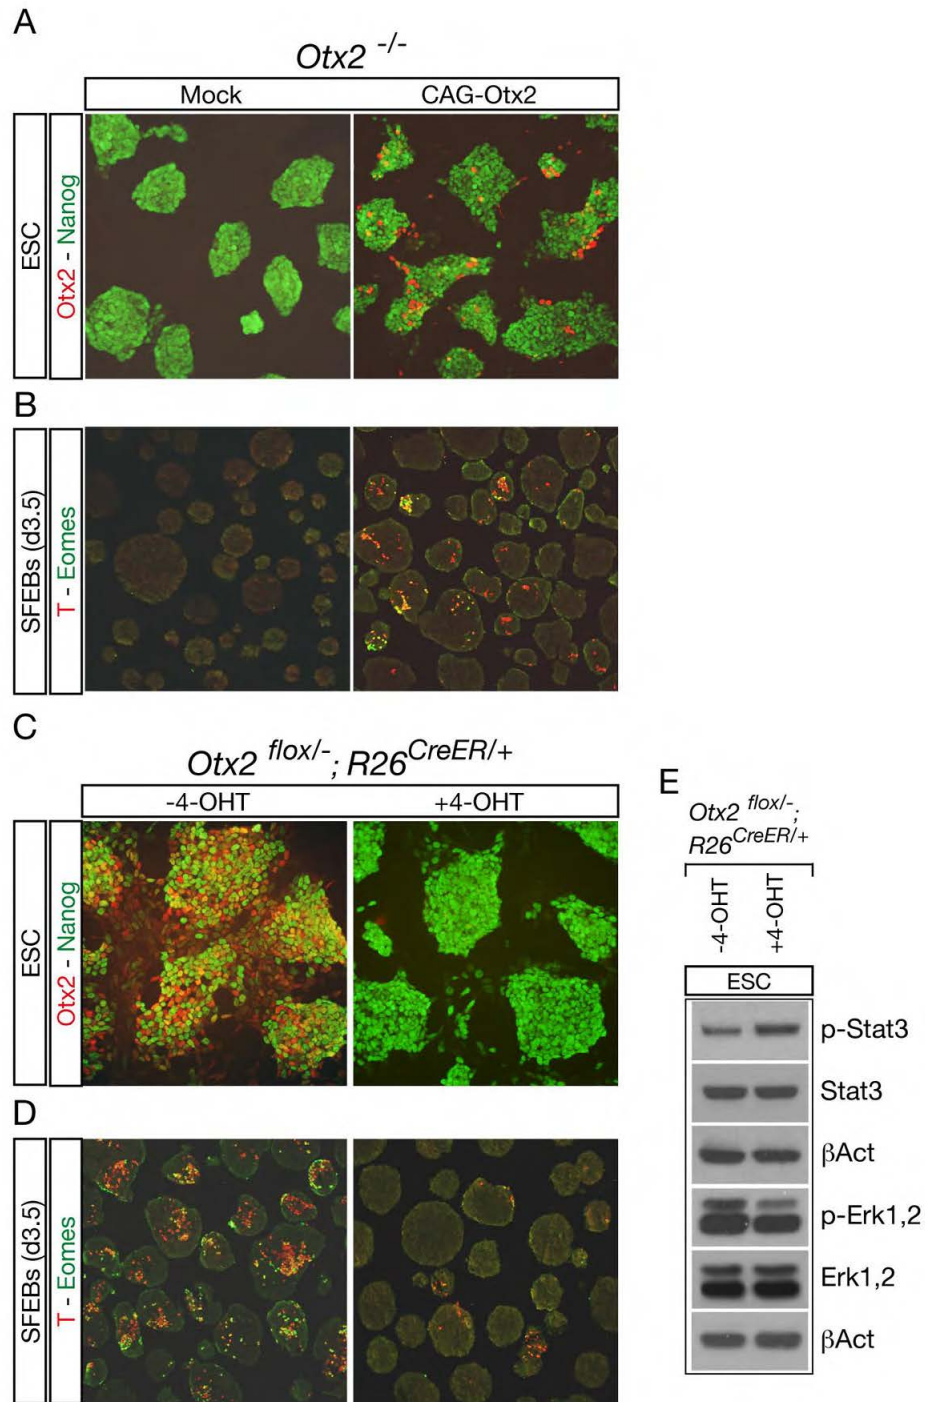 A
Otx2 -/-
Mock
CAG-Otx2
ESC
Otx2 - Nanog
B
SFEBs (d3.5)
T - Eomes
C
Otx2 flox/-; R26CreER/+
-4-OHT
+4-OHT
ESC
Otx2 - Nanog
D
SFEBs (d3.5)
T - Eomes
E
Otx2 flox/-;
R26CreER/+
-4-OHT
+4-OHT
ESC
p-Stat3
Stat3
βAct
p-Erk1,2
Erk1,2
βAct